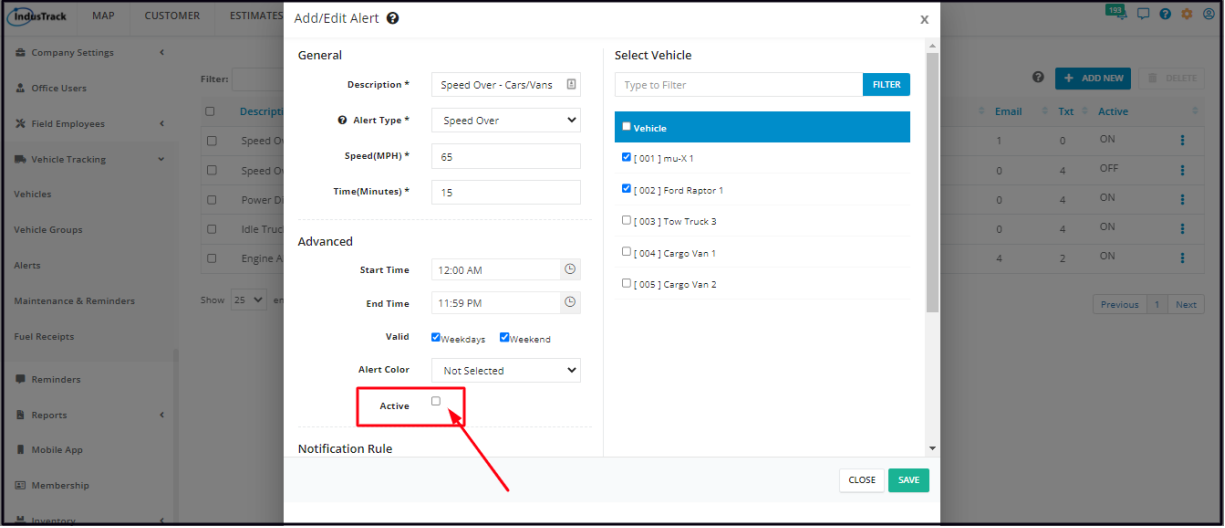 IndusTrack
MAP
CUSTOMER
ESTIMATES
193
Company Settings
Office Users
Field Employees
Vehicle Tracking
Vehicles
Vehicle Groups
Alerts
Maintenance & Reminders
Fuel Receipts
Reminders
Reports
Mobile App
Membership
Inventory
Filter:
ADD NEW
DELETE
Email Txt Active
1 0 ON
Speed
0 4 OFF
Power
0 4 ON
Idle
0 4 ON
Engine
4 2 ON
Show 25
Previous 1 Next
Add/Edit Alert
x
General
Description *
Speed Over - Cars/Vans
Alert Type *
Speed Over
Speed(MPH) *
65
Time(Minutes) *
15
Advanced
Start Time
12:00 AM
End Time
11:59 PM
Valid
Weekdays
Weekend
Alert Color
Not Selected
Active
Notification Rule
Select Vehicle
Type to Filter
FILTER
Vehicle
[ 001 ] mu-X 1
[ 002 ] Ford Raptor 1
[ 003 ] Tow Truck 3
[ 004 ] Cargo Van 1
[ 005 ] Cargo Van 2
CLOSE
SAVE